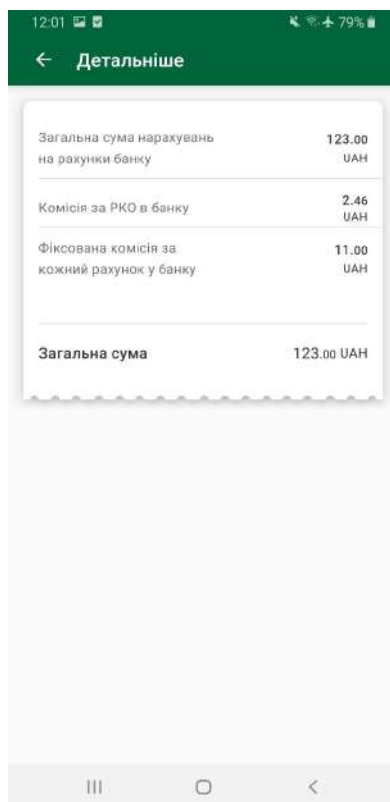 12:01 79%
Детальніше
Загальна сума нарахувань 123.00
на рахунки банку UAH
Комісія за РКО в банку 2.46
UAH
Фіксована комісія за 11.00
кожний рахунок у банку UAH
Загальна сума 123.00 UAH